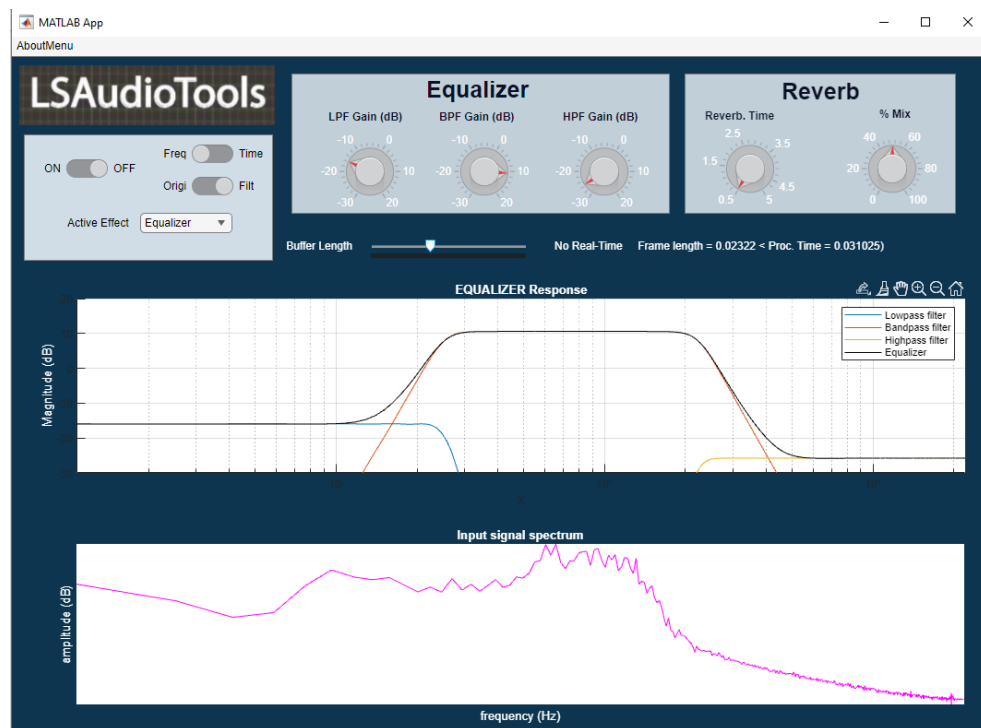 MATLAB App
AboutMenu
LSAudioTools
ON OFF
Freq Time
Origi Filt
Active Effect Equalizer
Equalizer
LPF Gain (dB) BPF Gain (dB) HPF Gain (dB)
-10 0 -10 0 -10 0
-20 10 -20 10 -20 10
-30 20 -30 20 -30 20
Reverb
Reverb. Time % Mix
2.5 3.5 40 60
1.5 4.5 20 80
0.5 5 0 100
Buffer Length No Real-Time Frame length = 0.02322 < Proc. Time = 0.031025)
EQUALIZER Response
Lowpass filter
Bandpass filter
Highpass filter
Equalizer
Magnitude (dB)
Input signal spectrum
amplitude (dB)
frequency (Hz)